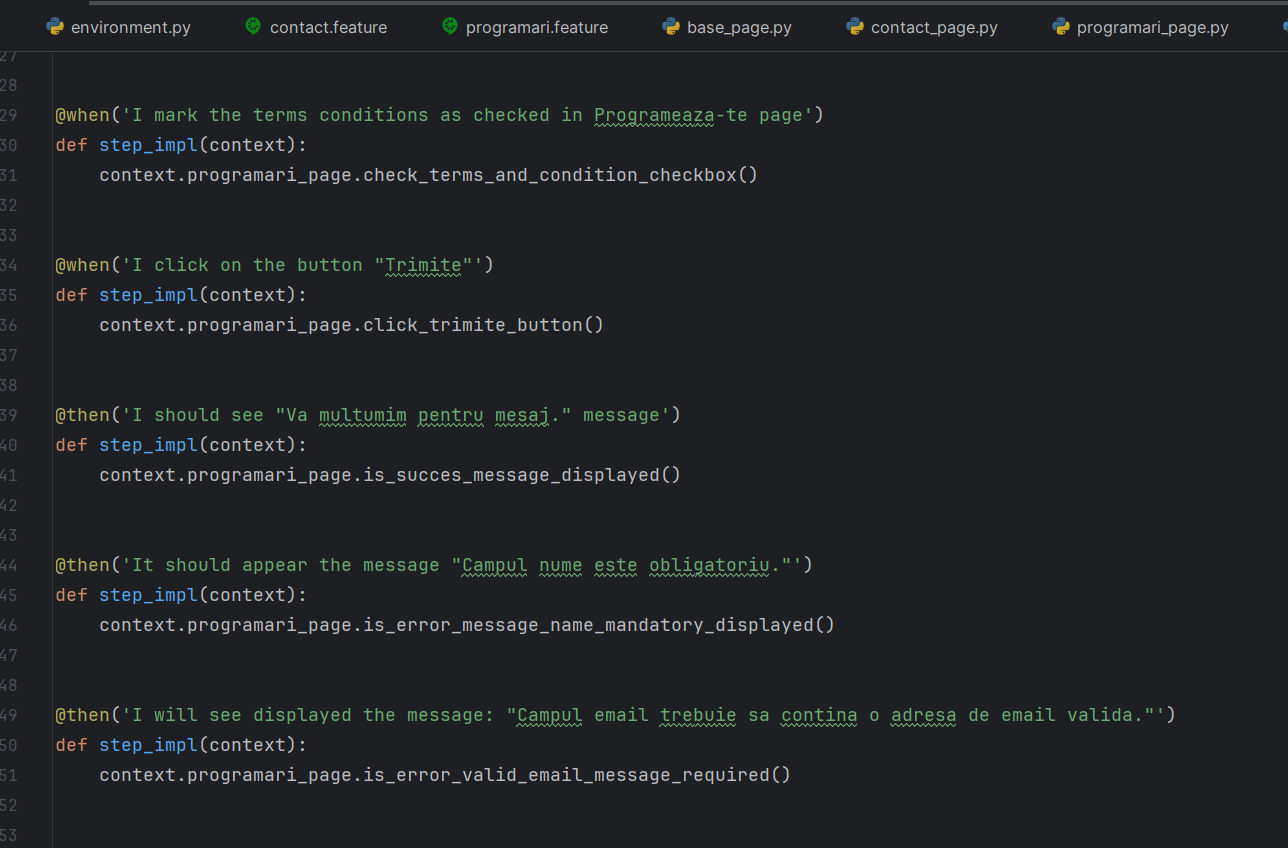 environment.py contact.feature programari.feature base_page.py contact_page.py programari_page.py
27
28
29 @when('I mark the terms conditions as checked in Programeaza-te page')
30 def step_impl(context):
31 context.programari_page.check_terms_and_condition_checkbox()
32
33
34 @when('I click on the button "Trimite"')
35 def step_impl(context):
36 context.programari_page.click_trimite_button()
37
38
39 @then('I should see "Va multumim pentru mesaj." message')
40 def step_impl(context):
41 context.programari_page.is_succes_message_displayed()
42
43
44 @then('It should appear the message "Campul nume este obligatoriu."')
45 def step_impl(context):
46 context.programari_page.is_error_message_name_mandatory_displayed()
47
48
49 @then('I will see displayed the message: "Campul email trebuie sa contina o adresa de email valida."')
50 def step_impl(context):
51 context.programari_page.is_error_valid_email_message_required()
52
53